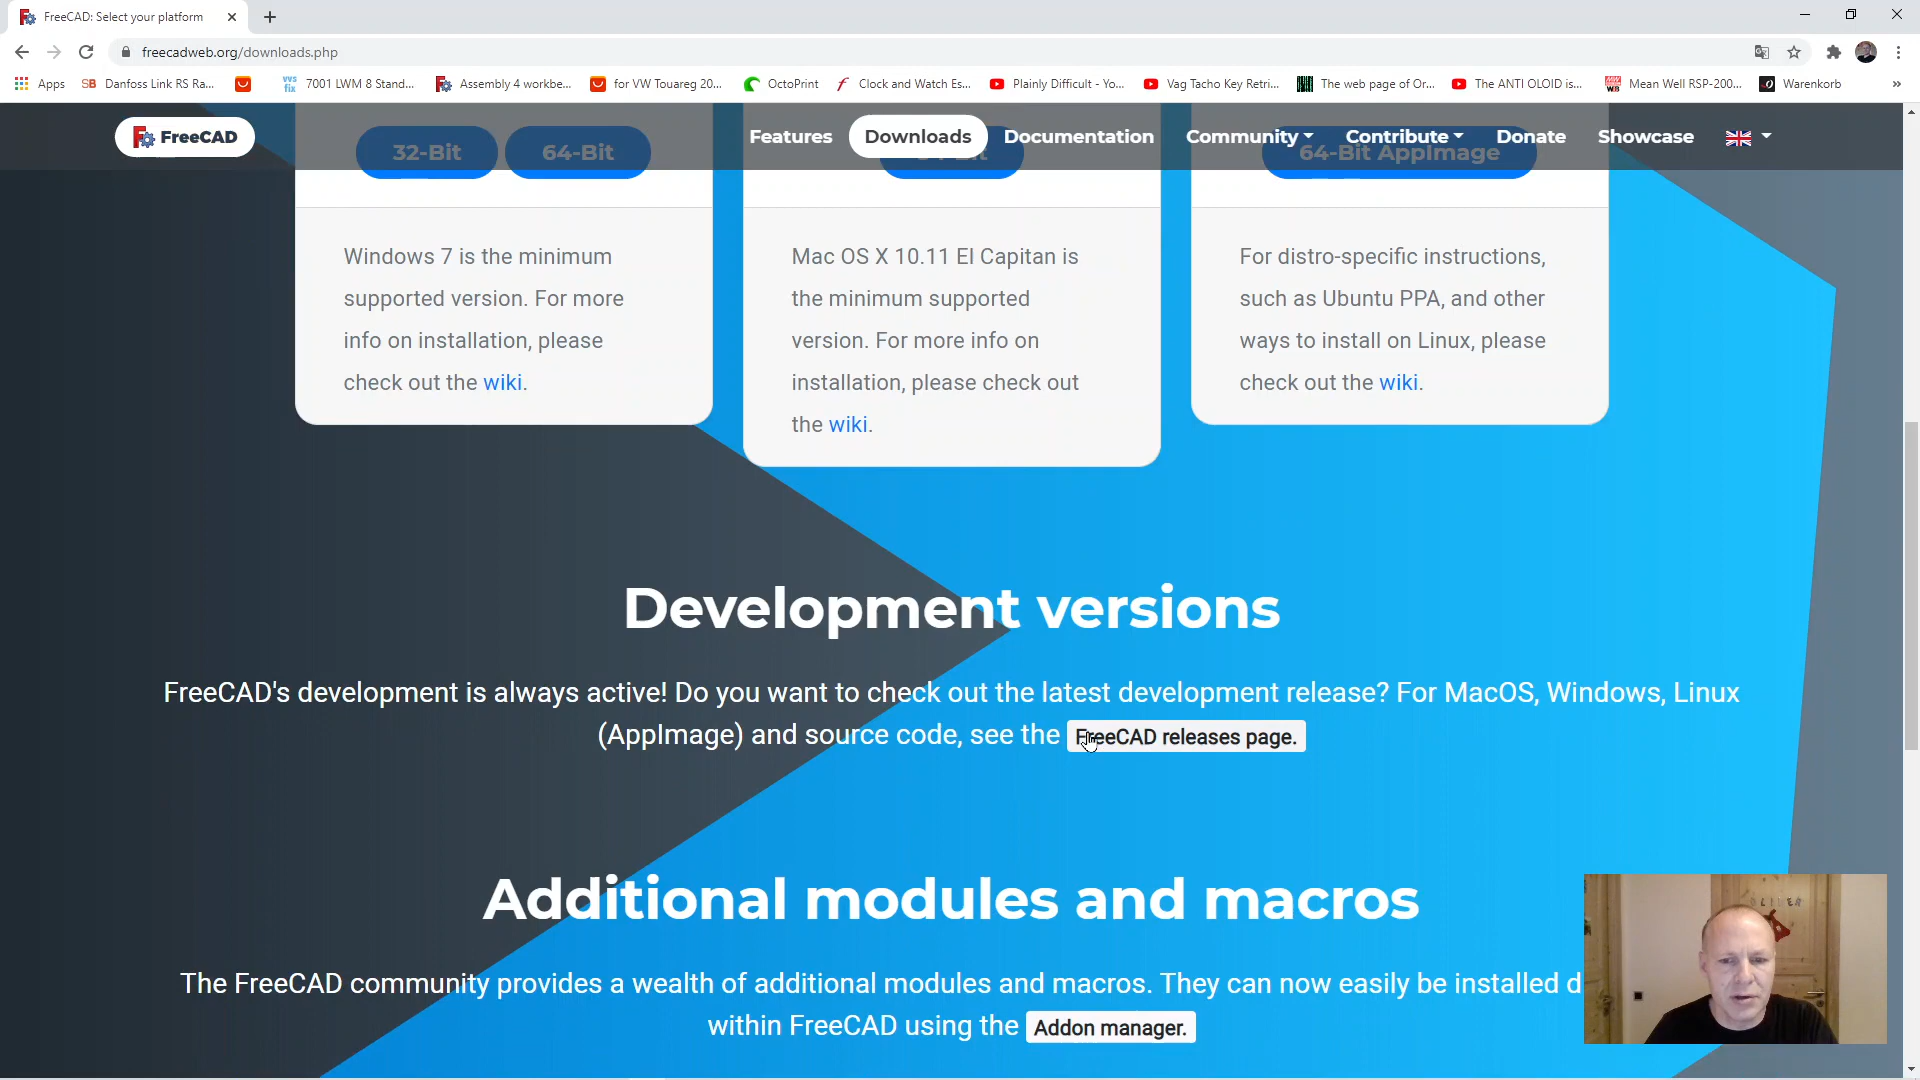 FreeCAD: Select your platform
freecadweb.org/downloads.php
Apps
SB Danfoss Link RS Ra...
vvs fix 7001 LWM 8 Stand...
Assembly 4 workbe...
for VW Touareg 20...
OctoPrint
Clock and Watch Es...
Plainly Difficult - Yo...
Vag Tacho Key Retri...
The web page of Or...
The ANTI OLOID is...
Mean Well RSP-200...
Warenkorb
»
FreeCAD
Features
Downloads
Documentation
Community
Contribute
Donate
Showcase
32-Bit
64-Bit
64-Bit AppImage
Windows 7 is the minimum
supported version. For more
info on installation, please
check out the wiki.
Mac OS X 10.11 El Capitan is
the minimum supported
version. For more info on
installation, please check out
the wiki.
For distro-specific instructions,
such as Ubuntu PPA, and other
ways to install on Linux, please
check out the wiki.
Development versions
FreeCAD's development is always active! Do you want to check out the latest development release? For MacOS, Windows, Linux
(AppImage) and source code, see the FreeCAD releases page.
Additional modules and macros
The FreeCAD community provides a wealth of additional modules and macros. They can now easily be installed d
within FreeCAD using the Addon manager.